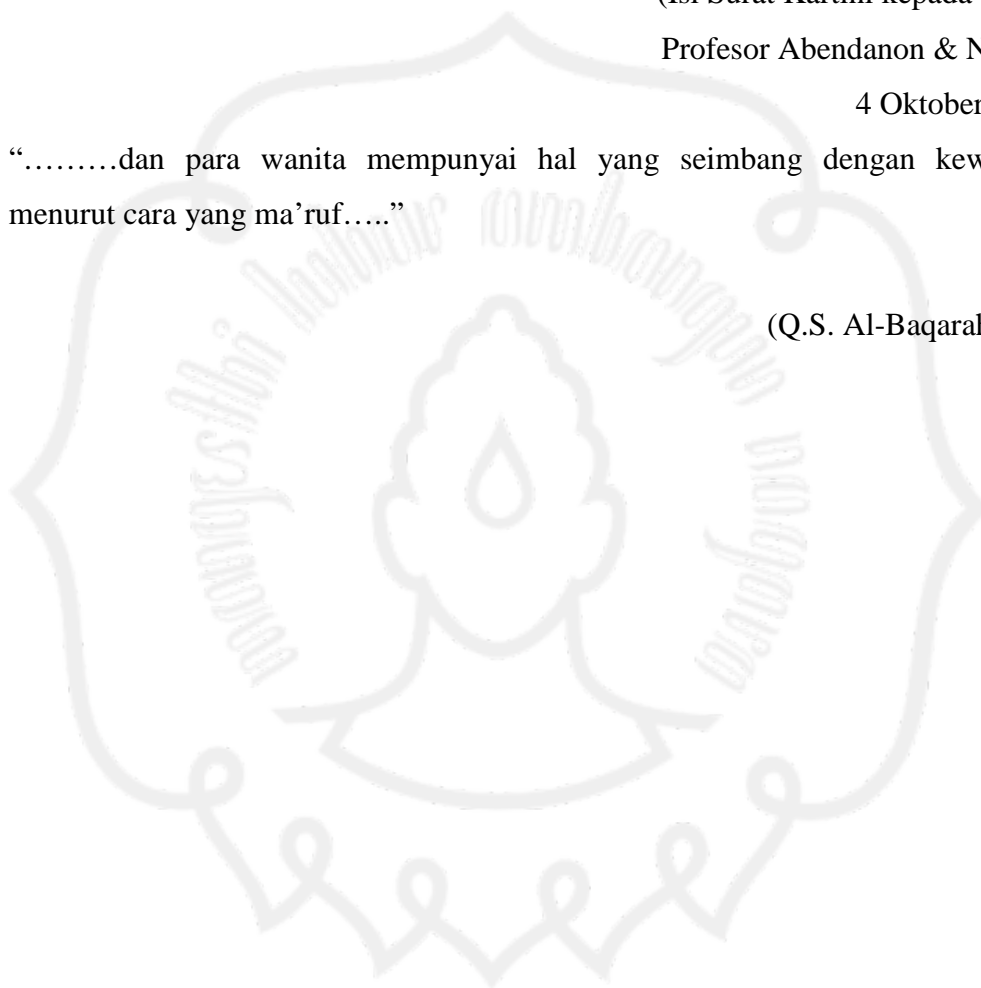 (Isi Surat Kartini kepada
Profesor Abendanon & N
4 Oktober
“………dan para wanita mempunyai hal yang seimbang dengan kew
menurut cara yang ma’ruf…..”
(Q.S. Al-Baqarah